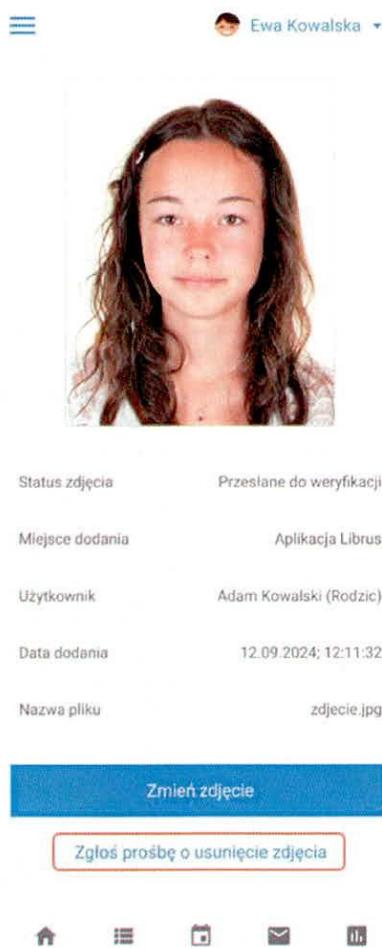 Ewa Kowalska
Status zdjęcia Przesłane do weryfikacji
Miejsce dodania Aplikacja Librus
Użytkownik Adam Kowalski (Rodzic)
Data dodania 12.09.2024; 12:11:32
Nazwa pliku zdjecie.jpg
Zmień zdjęcie
Zgłoś prośbę o usunięcie zdjęcia